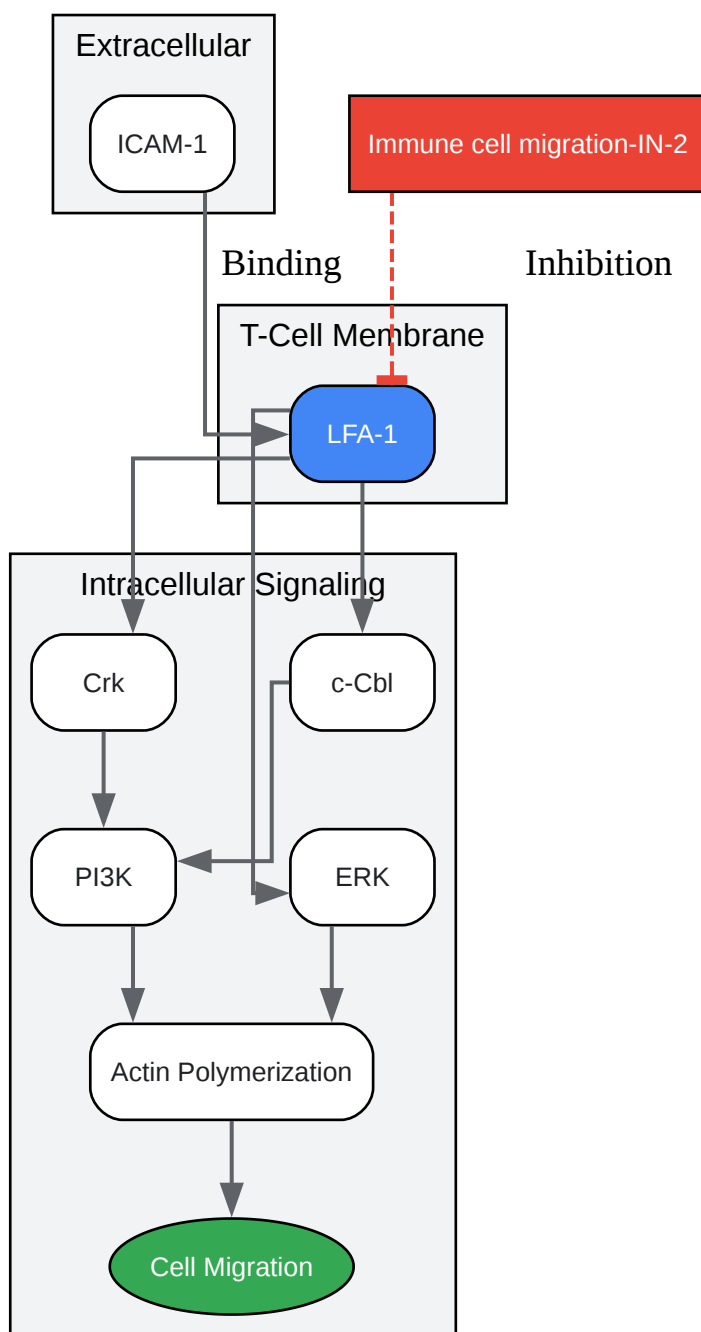 Extracellular
ICAM-1
Immune cell migration-IN-2
Binding
Inhibition
T-Cell Membrane
LFA-1
Intracellular Signaling
Crk
c-Cbl
PI3K
ERK
Actin Polymerization
Cell Migration